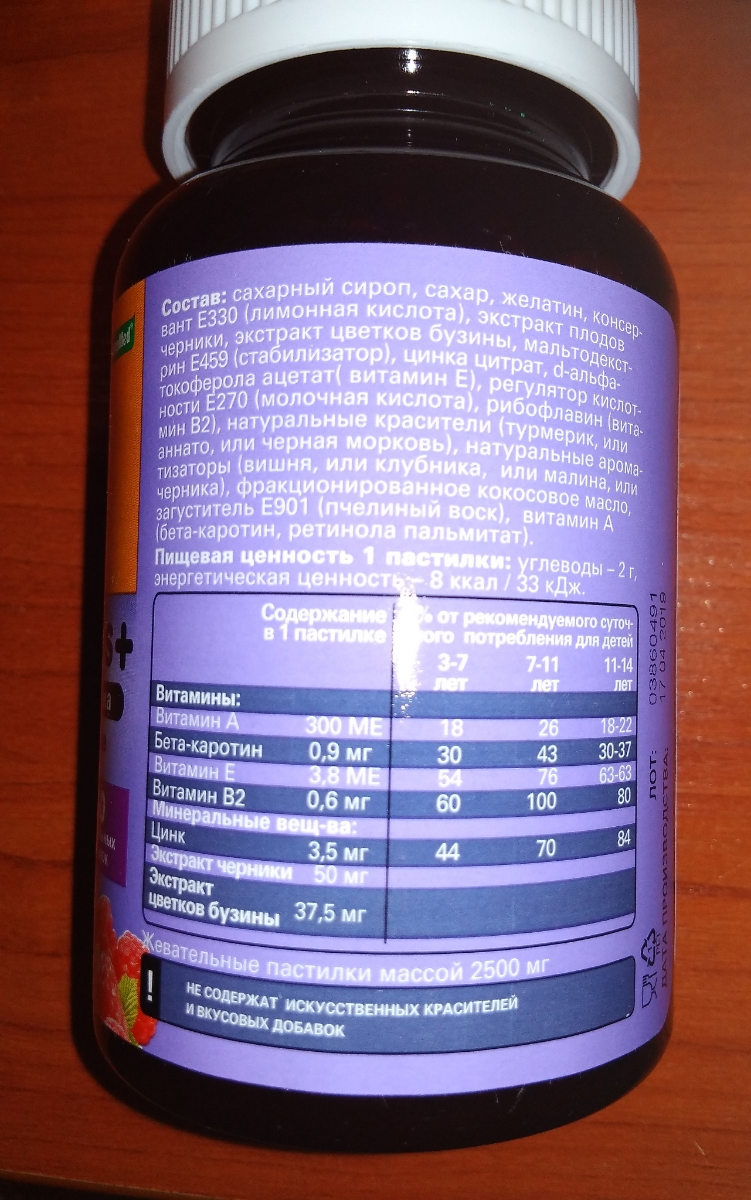 Состав: сахарный сироп, сахар, желатин, консер-
вант Е330 (лимонная кислота), экстракт плодов
черники, экстракт цветков бузины, мальтодекст-
рин Е459 (стабилизатор), цинка цитрат, d-альфа-
токоферола ацетат( витамин Е), регулятор кислот-
ности Е270 (молочная кислота), рибофлавин (вита-
мин В2), натуральные красители (турмерик, или
аннато, или черная морковь), натуральные арома-
тизаторы (вишня, или клубника, или малина, или
черника), фракционированное кокосовое масло,
загуститель Е901 (пчелиный воск), витамин А
(бета-каротин, ретинола пальмитат).
Пищевая ценность 1 пастилки: углеводы – 2 г,
энергетическая ценность – 8 ккал / 33 кДж.
Содержание % от рекомендуемого суточ-
в 1 пастилке ного потребления для детей
3-7 7-11 11-14
лет лет лет
Витамины:
Витамин А 300 МЕ 18 26 18-22
Бета-каротин 0,9 мг 30 43 30-37
Витамин Е 3,8 МЕ 54 76 63-63
Витамин В2 0,6 мг 60 100 80
Минеральные вещ-ва:
Цинк 3,5 мг 44 70 84
Экстракт черники 50 мг
Экстракт
цветков бузины 37,5 мг
Жевательные пастилки массой 2500 мг
! НЕ СОДЕРЖАТ ИСКУССТВЕННЫХ КРАСИТЕЛЕЙ
И ВКУСОВЫХ ДОБАВОК
s+
ЛОТ: 03860491
ДАТА ПРОИЗВОДСТВА: 17 04 2018
1
PET